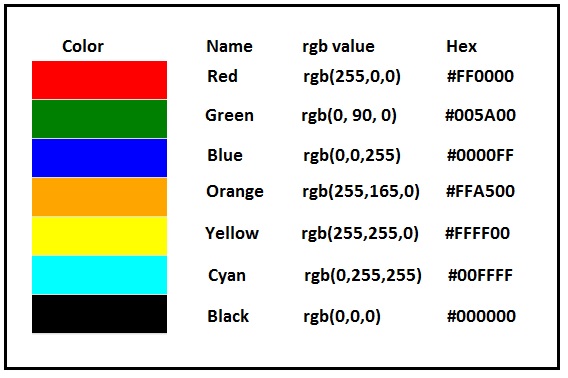 Color Name rgb value Hex
Red rgb(255,0,0) #FF0000
Green rgb(0, 90, 0) #005A00
Blue rgb(0,0,255) #0000FF
Orange rgb(255,165,0) #FFA500
Yellow rgb(255,255,0) #FFFF00
Cyan rgb(0,255,255) #00FFFF
Black rgb(0,0,0) #000000